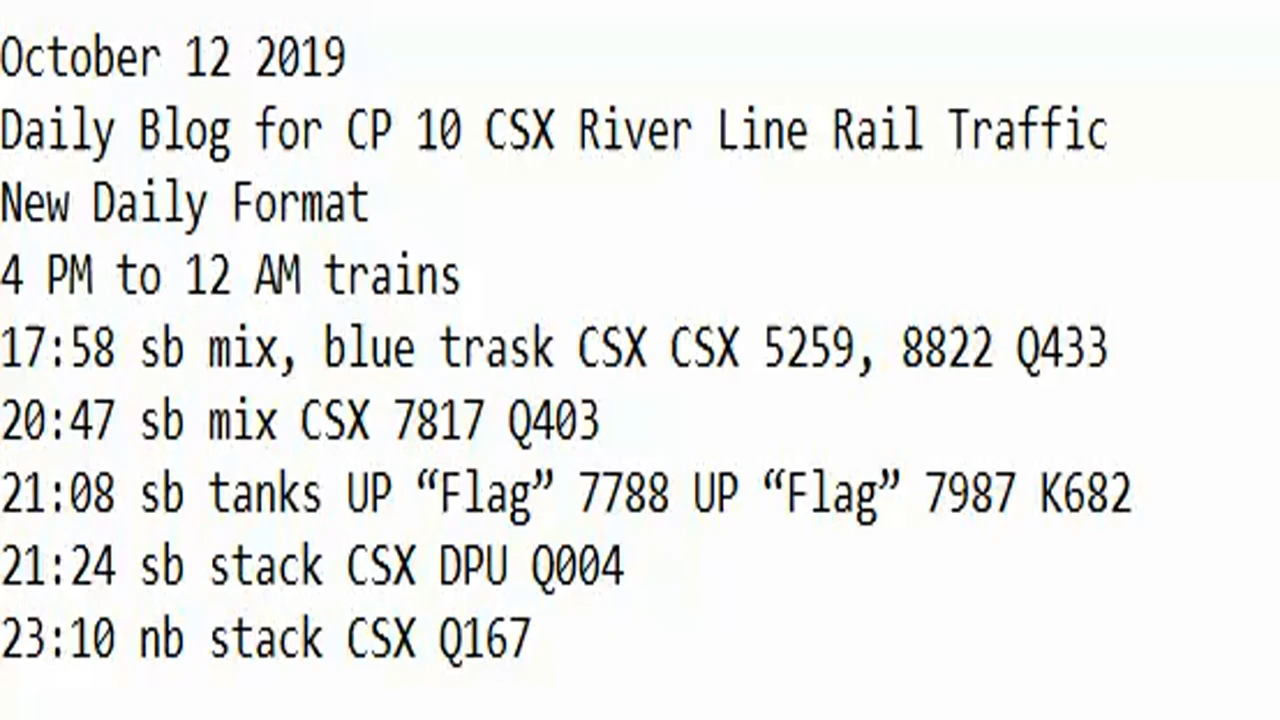 October 12 2019
Daily Blog for CP 10 CSX River Line Rail Traffic
New Daily Format
4 PM to 12 AM trains
17:58 sb mix, blue trask CSX CSX 5259, 8822 Q433
20:47 sb mix CSX 7817 Q403
21:08 sb tanks UP “Flag” 7788 UP “Flag” 7987 K682
21:24 sb stack CSX DPU Q004
23:10 nb stack CSX Q167